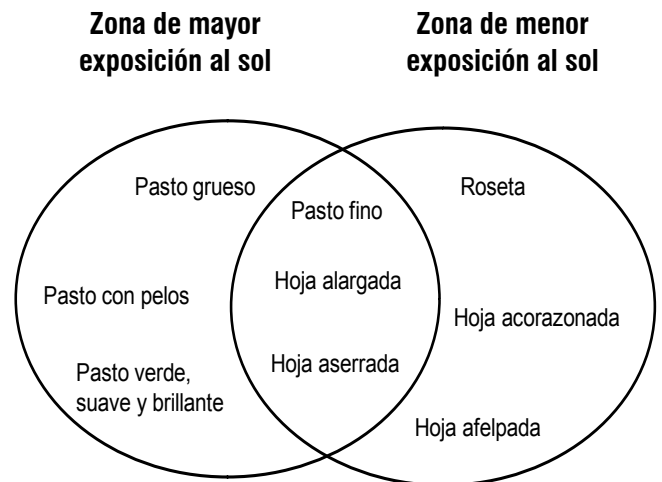 Zona de mayor
exposición al sol
Zona de menor
exposición al sol
Pasto grueso
Pasto con pelos
Pasto verde,
suave y brillante
Pasto fino
Hoja alargada
Hoja aserrada
Roseta
Hoja acorazonada
Hoja afelpada